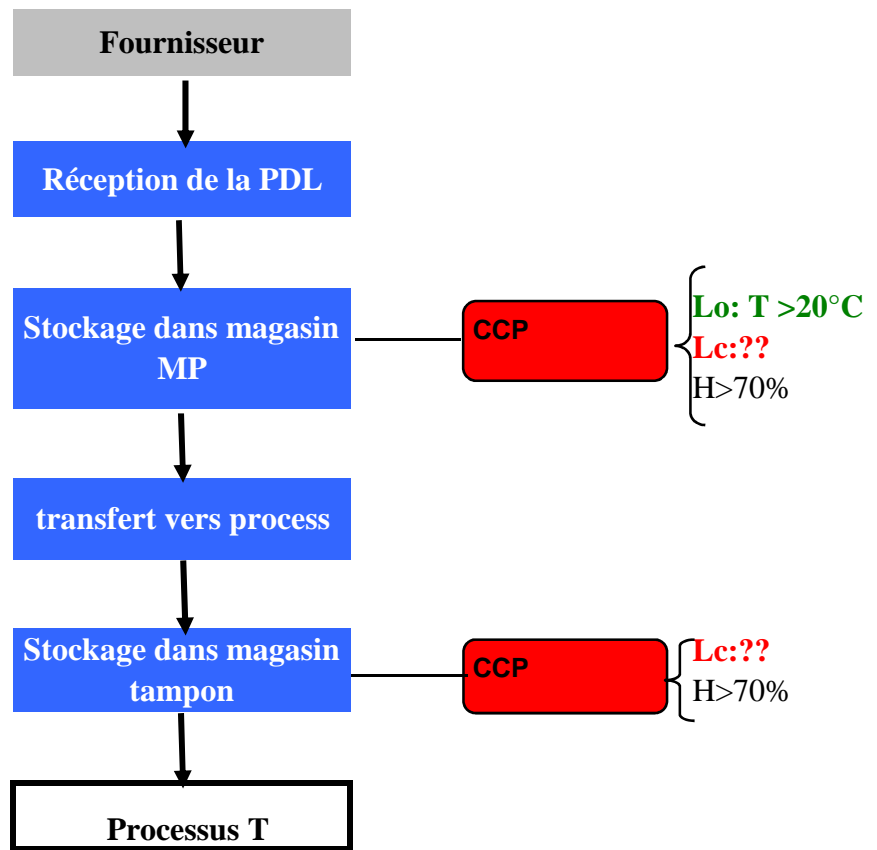 Fournisseur
Réception de la PDL
Stockage dans magasin
MP
CCP
Lo: T >20°C
Lc:??
H>70%
transfert vers process
Stockage dans magasin
tampon
CCP
Lc:??
H>70%
Processus T